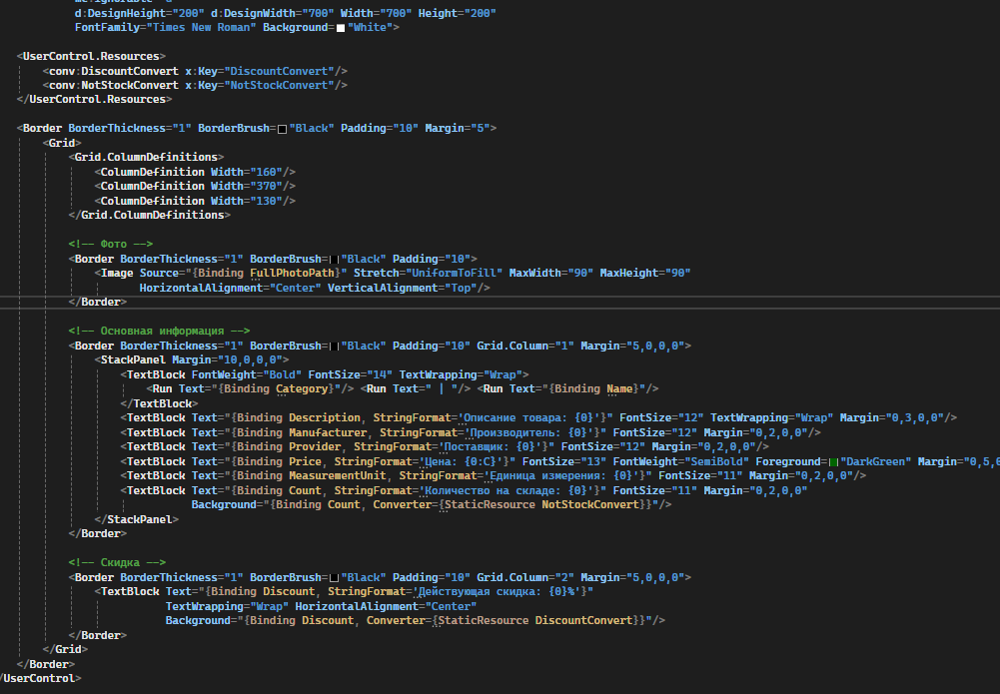 d:DesignHeight="200" d:DesignWidth="700" Width="700" Height="200"
FontFamily="Times New Roman" Background="White">
<UserControl.Resources>
<conv:DiscountConvert x:Key="DiscountConvert"/>
<conv:NotStockConvert x:Key="NotStockConvert"/>
</UserControl.Resources>
<Border BorderThickness="1" BorderBrush="Black" Padding="10" Margin="5">
<Grid>
<Grid.ColumnDefinitions>
<ColumnDefinition Width="160"/>
<ColumnDefinition Width="370"/>
<ColumnDefinition Width="130"/>
</Grid.ColumnDefinitions>
<!-- Фото -->
<Border BorderThickness="1" BorderBrush="Black" Padding="10">
<Image Source="{Binding FullPhotoPath}" Stretch="UniformToFill" MaxWidth="90" MaxHeight="90"
HorizontalAlignment="Center" VerticalAlignment="Top"/>
</Border>
<!-- Основная информация -->
<Border BorderThickness="1" BorderBrush="Black" Padding="10" Grid.Column="1" Margin="5,0,0,0">
<StackPanel Margin="10,0,0,0">
<TextBlock FontWeight="Bold" FontSize="14" TextWrapping="Wrap">
<Run Text="{Binding Category}"/> <Run Text=" | "/> <Run Text="{Binding Name}"/>
</TextBlock>
<TextBlock Text="{Binding Description, StringFormat='Описание товара: {0}'}" FontSize="12" TextWrapping="Wrap" Margin="0,3,0,0"/>
<TextBlock Text="{Binding Manufacturer, StringFormat='Производитель: {0}'}" FontSize="12" Margin="0,2,0,0"/>
<TextBlock Text="{Binding Provider, StringFormat='Поставщик: {0}'}" FontSize="12" Margin="0,2,0,0"/>
<TextBlock Text="{Binding Price, StringFormat='Цена: {0:C}'}" FontSize="13" FontWeight="SemiBold" Foreground="DarkGreen" Margin="0,5,0
<TextBlock Text="{Binding MeasurementUnit, StringFormat='Единица измерения: {0}'}" FontSize="11" Margin="0,2,0,0"/>
<TextBlock Text="{Binding Count, StringFormat='Количество на складе: {0}'}" FontSize="11" Margin="0,2,0,0"
Background="{Binding Count, Converter={StaticResource NotStockConvert}}"/>
</StackPanel>
</Border>
<!-- Скидка -->
<Border BorderThickness="1" BorderBrush="Black" Padding="10" Grid.Column="2" Margin="5,0,0,0">
<TextBlock Text="{Binding Discount, StringFormat='Действующая скидка: {0}%'}"
TextWrapping="Wrap" HorizontalAlignment="Center"
Background="{Binding Discount, Converter={StaticResource DiscountConvert}}"/>
</Border>
</Grid>
</Border>
/UserControl>